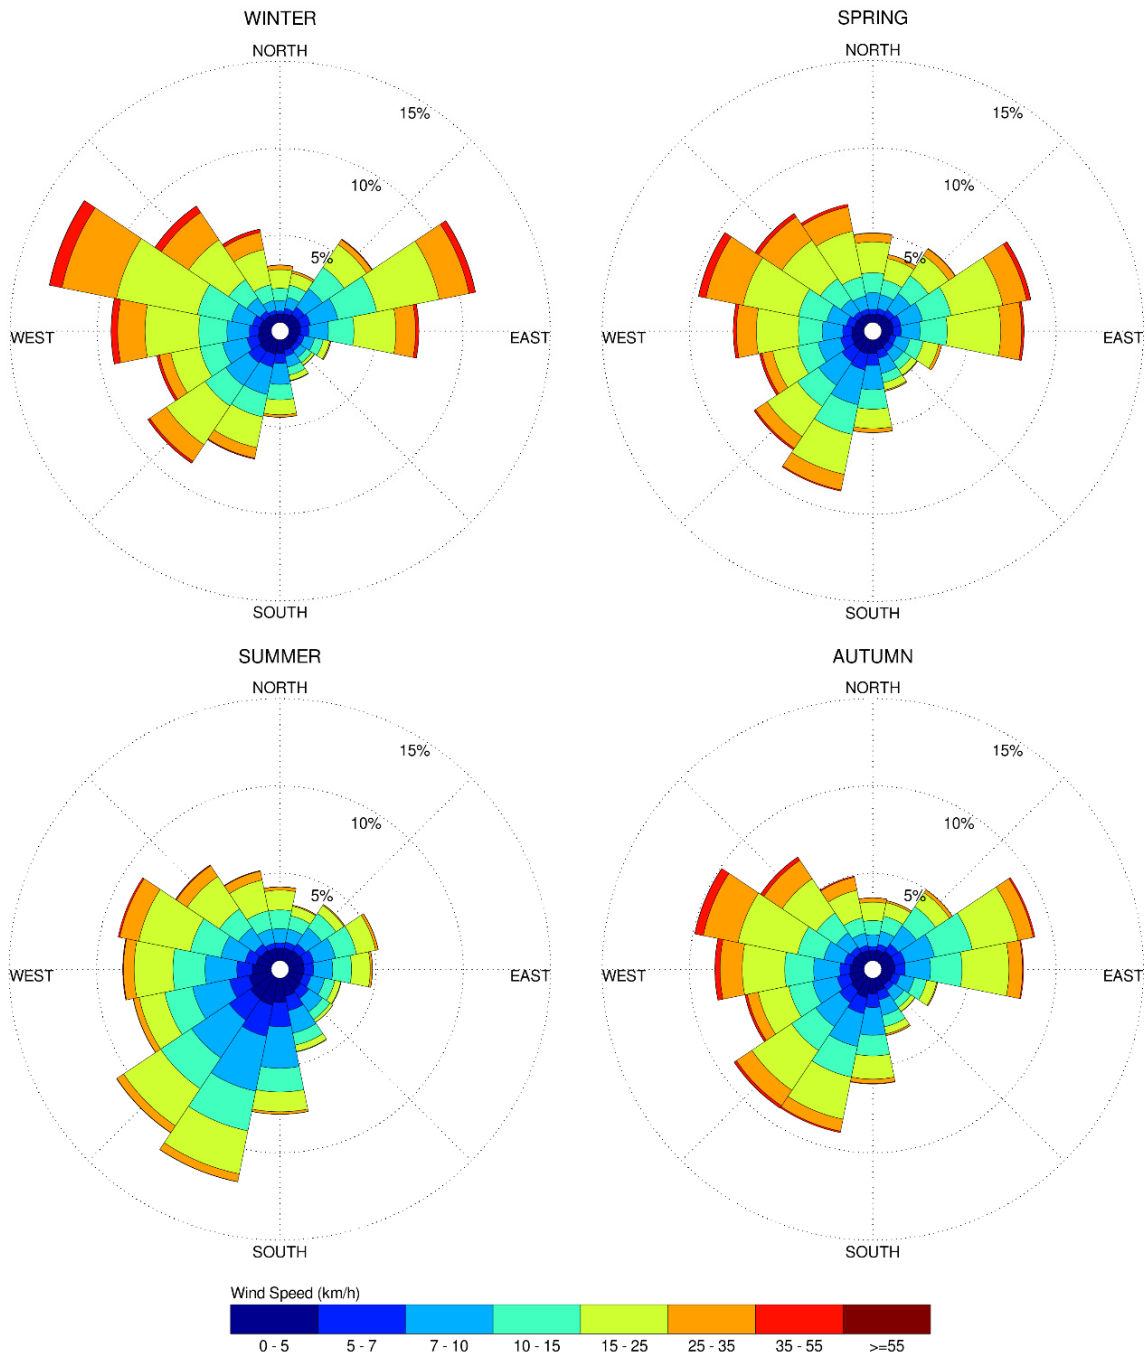 WINTER
SPRING
NORTH
NORTH
15%
15%
10%
10%
5%
5%
WEST
EAST
WEST
EAST
SOUTH
SOUTH
SUMMER
AUTUMN
NORTH
NORTH
15%
15%
10%
10%
5%
5%
WEST
EAST
WEST
EAST
SOUTH
SOUTH
Wind Speed (km/h)
0 - 5 5 - 7 7 - 10 10 - 15 15 - 25 25 - 35 35 - 55 >=55